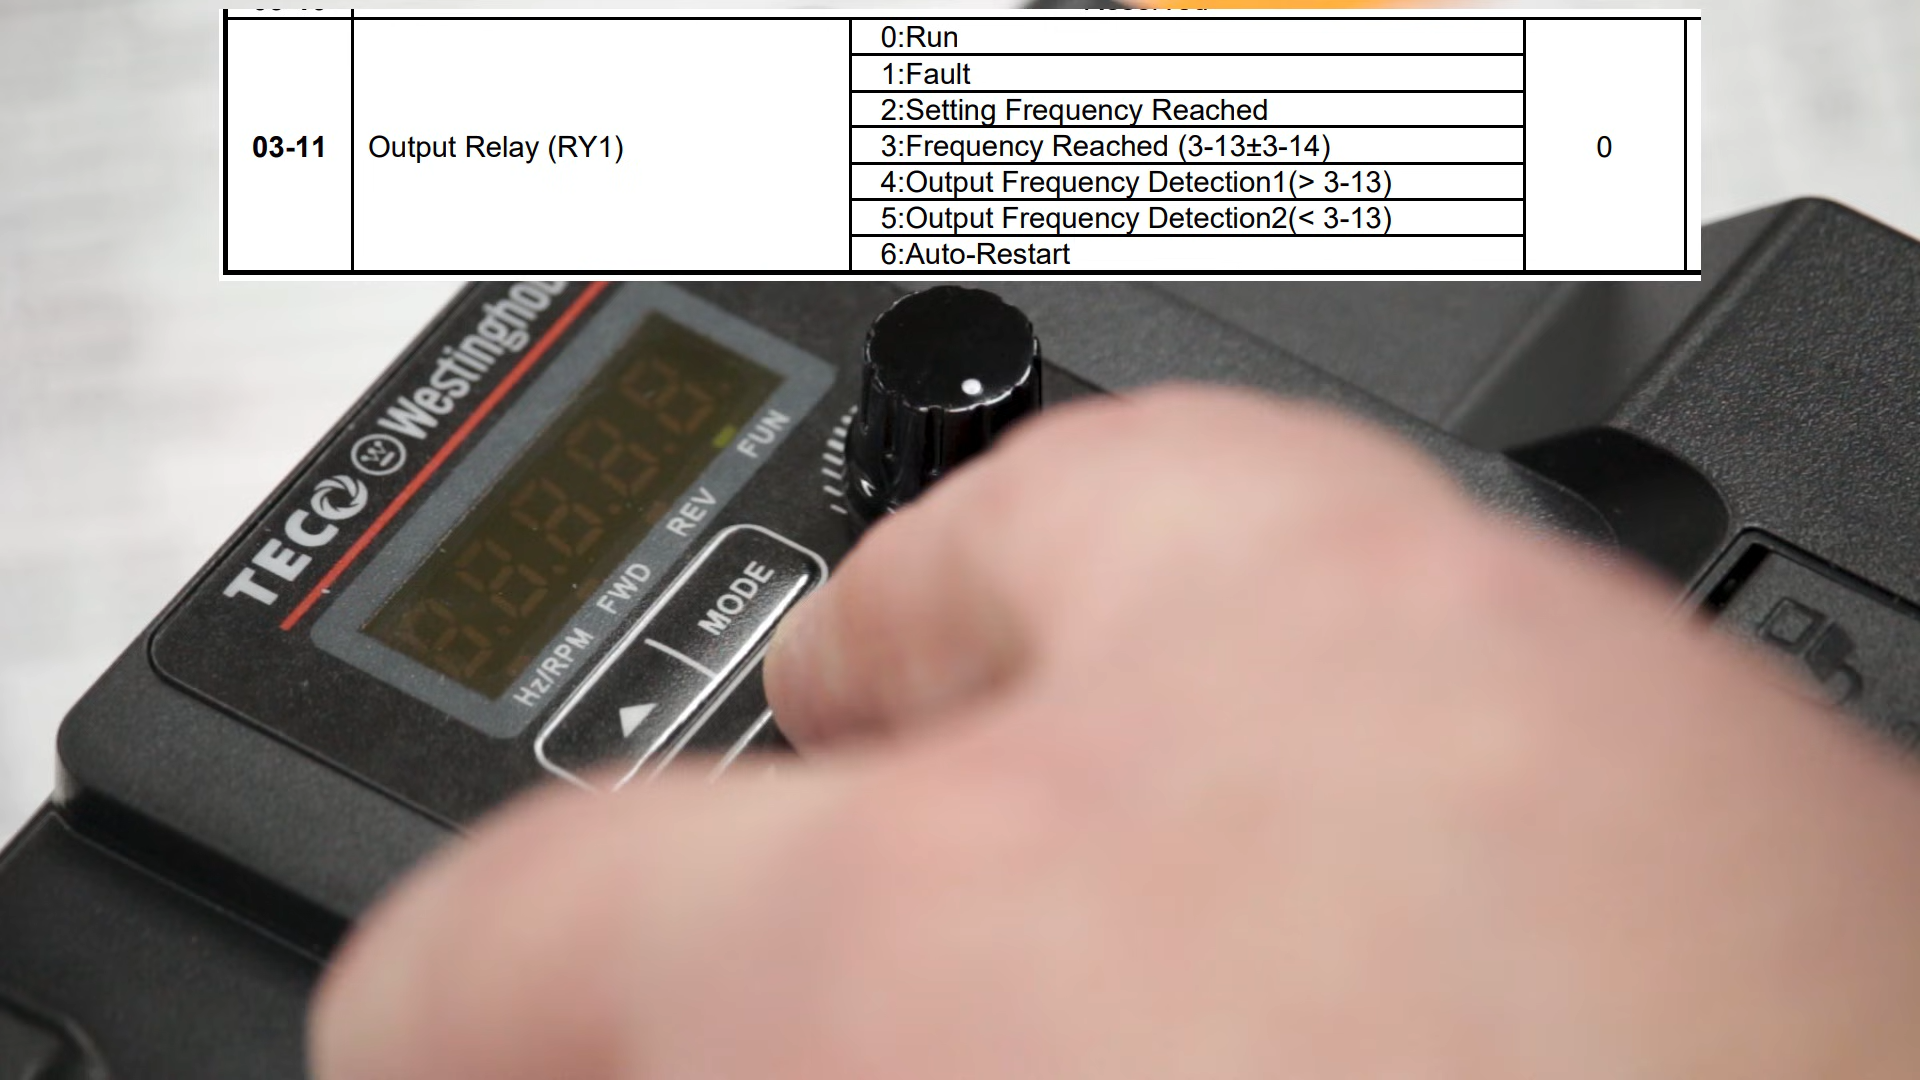 03-11 Output Relay (RY1) 0
0:Run
1:Fault
2:Setting Frequency Reached
3:Frequency Reached (3-13±3-14)
4:Output Frequency Detection1(> 3-13)
5:Output Frequency Detection2(< 3-13)
6:Auto-Restart
TECO Westinghou
Hz/RPM FWD REV FUN
MODE